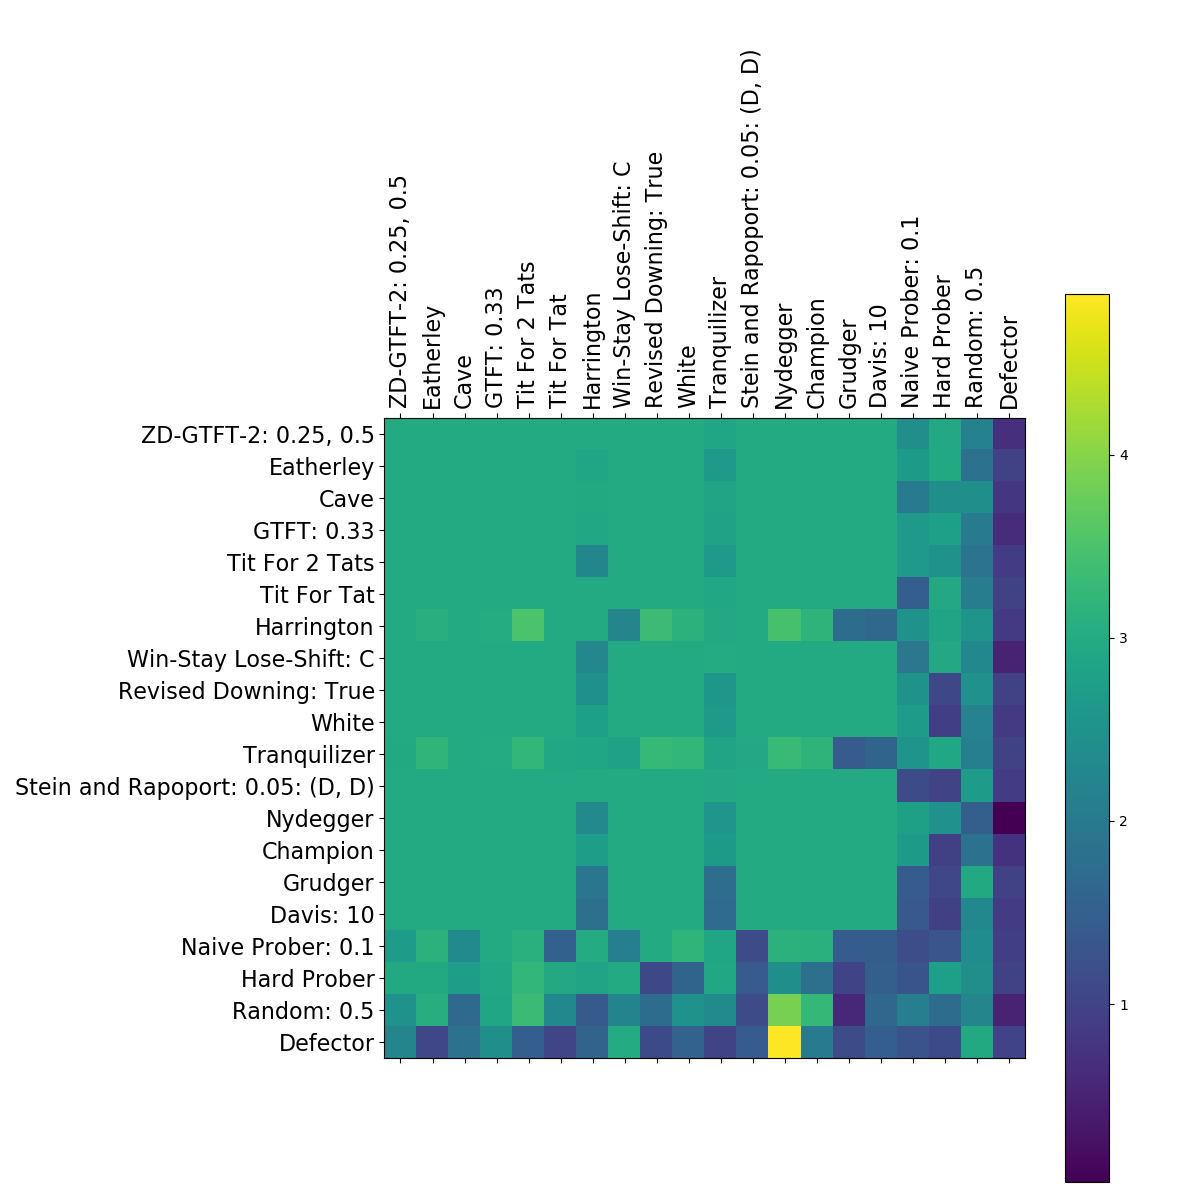 ZD-GTFT-2: 0.25, 0.5
Eatherley
Cave
GTFT: 0.33
Tit For 2 Tats
Tit For Tat
Harrington
Win-Stay Lose-Shift: C
Revised Downing: True
White
Tranquilizer
Stein and Rapoport: 0.05: (D, D)
Nydegger
Champion
Grudger
Davis: 10
Naive Prober: 0.1
Hard Prober
Random: 0.5
Defector
ZD-GTFT-2: 0.25, 0.5
Eatherley
Cave
GTFT: 0.33
Tit For 2 Tats
Tit For Tat
Harrington
Win-Stay Lose-Shift: C
Revised Downing: True
White
Tranquilizer
Stein and Rapoport: 0.05: (D, D)
Nydegger
Champion
Grudger
Davis: 10
Naive Prober: 0.1
Hard Prober
Random: 0.5
Defector
4
3
2
1